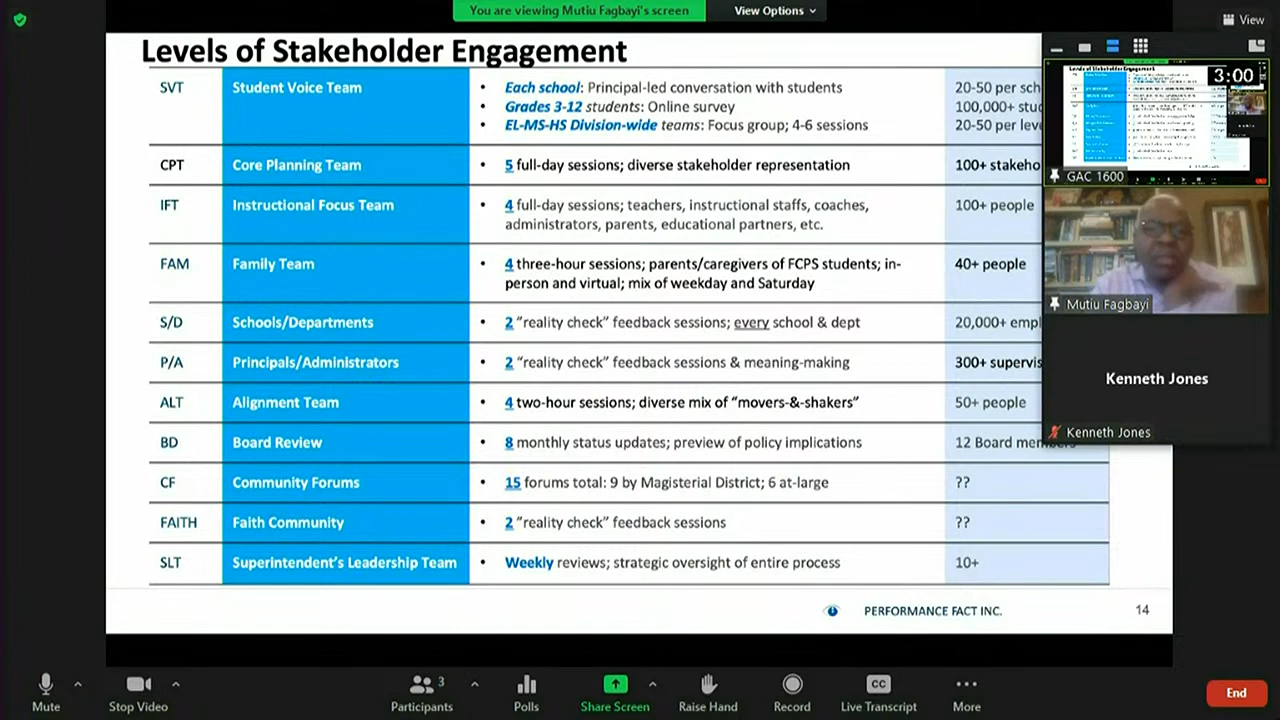 You are viewing Mutiu Fagbayi's screen
View Options
View
Levels of Stakeholder Engagement
SVT Student Voice Team • Each school: Principal-led conversation with students 20-50 per sch
• Grades 3-12 students: Online survey 100,000+ stud
• EL-MS-HS Division-wide teams: Focus group; 4-6 sessions 20-50 per leve
CPT Core Planning Team • 5 full-day sessions; diverse stakeholder representation 100+ stakeho
IFT Instructional Focus Team • 4 full-day sessions; teachers, instructional staffs, coaches, 100+ people
administrators, parents, educational partners, etc.
FAM Family Team • 4 three-hour sessions; parents/caregivers of FCPS students; in- 40+ people
person and virtual; mix of weekday and Saturday
S/D Schools/Departments • 2 "reality check" feedback sessions; every school & dept 20,000+ empl
P/A Principals/Administrators • 2 "reality check" feedback sessions & meaning-making 300+ supervis
ALT Alignment Team • 4 two-hour sessions; diverse mix of "movers-&-shakers" 50+ people
BD Board Review • 8 monthly status updates; preview of policy implications 12 Board members
CF Community Forums • 15 forums total: 9 by Magisterial District; 6 at-large ??
FAITH Faith Community • 2 "reality check" feedback sessions ??
SLT Superintendent's Leadership Team • Weekly reviews; strategic oversight of entire process 10+
PERFORMANCE FACT INC. 14
Levels of Stakeholder Engagement
3:00
GAC 1600
Mutiu Fagbayi
Kenneth Jones
Kenneth Jones
Mute
Stop Video
Participants 3
Polls
Share Screen
Raise Hand
Record
CC
Live Transcript
More
End